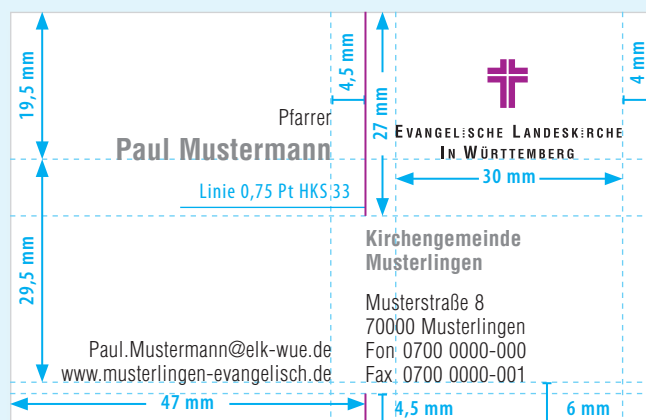 19,5 mm
4,5 mm
27 mm
4 mm
Pfarrer
Paul Mustermann
EVANGELISCHE LANDESKIRCHE
IN WÜRTTEMBERG
30 mm
Linie 0,75 Pt HKS 33
29,5 mm
Kirchengemeinde
Musterlingen
Musterstraße 8
70000 Musterlingen
Fon 0700 0000-000
Fax 0700 0000-001
Paul.Mustermann@elk-wue.de
www.musterlingen-evangelisch.de
47 mm
4,5 mm
6 mm